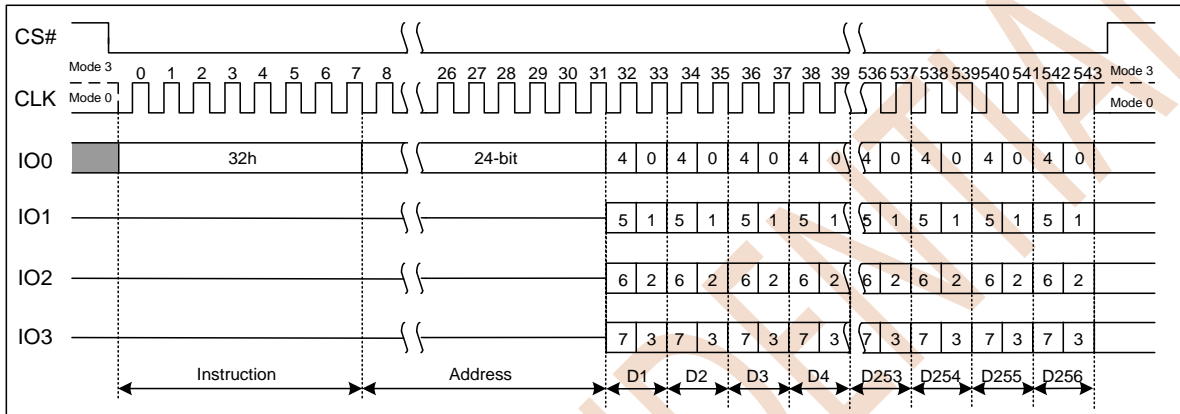 CS#
Mode 3 0 1 2 3 4 5 6 7 8 26 27 28 29 30 31 32 33 34 35 36 37 38 39 536 537 538 539 540 541 542 543 Mode 3
CLK Mode 0 Mode 0
IO0 32h 24-bit 4 0 4 0 4 0 4 0 4 0 4 0 4 0 4 0
IO1 5 1 5 1 5 1 5 1 5 1 5 1 5 1 5 1
IO2 6 2 6 2 6 2 6 2 6 2 6 2 6 2 6 2
IO3 7 3 7 3 7 3 7 3 7 3 7 3 7 3 7 3
Instruction Address D1 D2 D3 D4 D253 D254 D255 D256